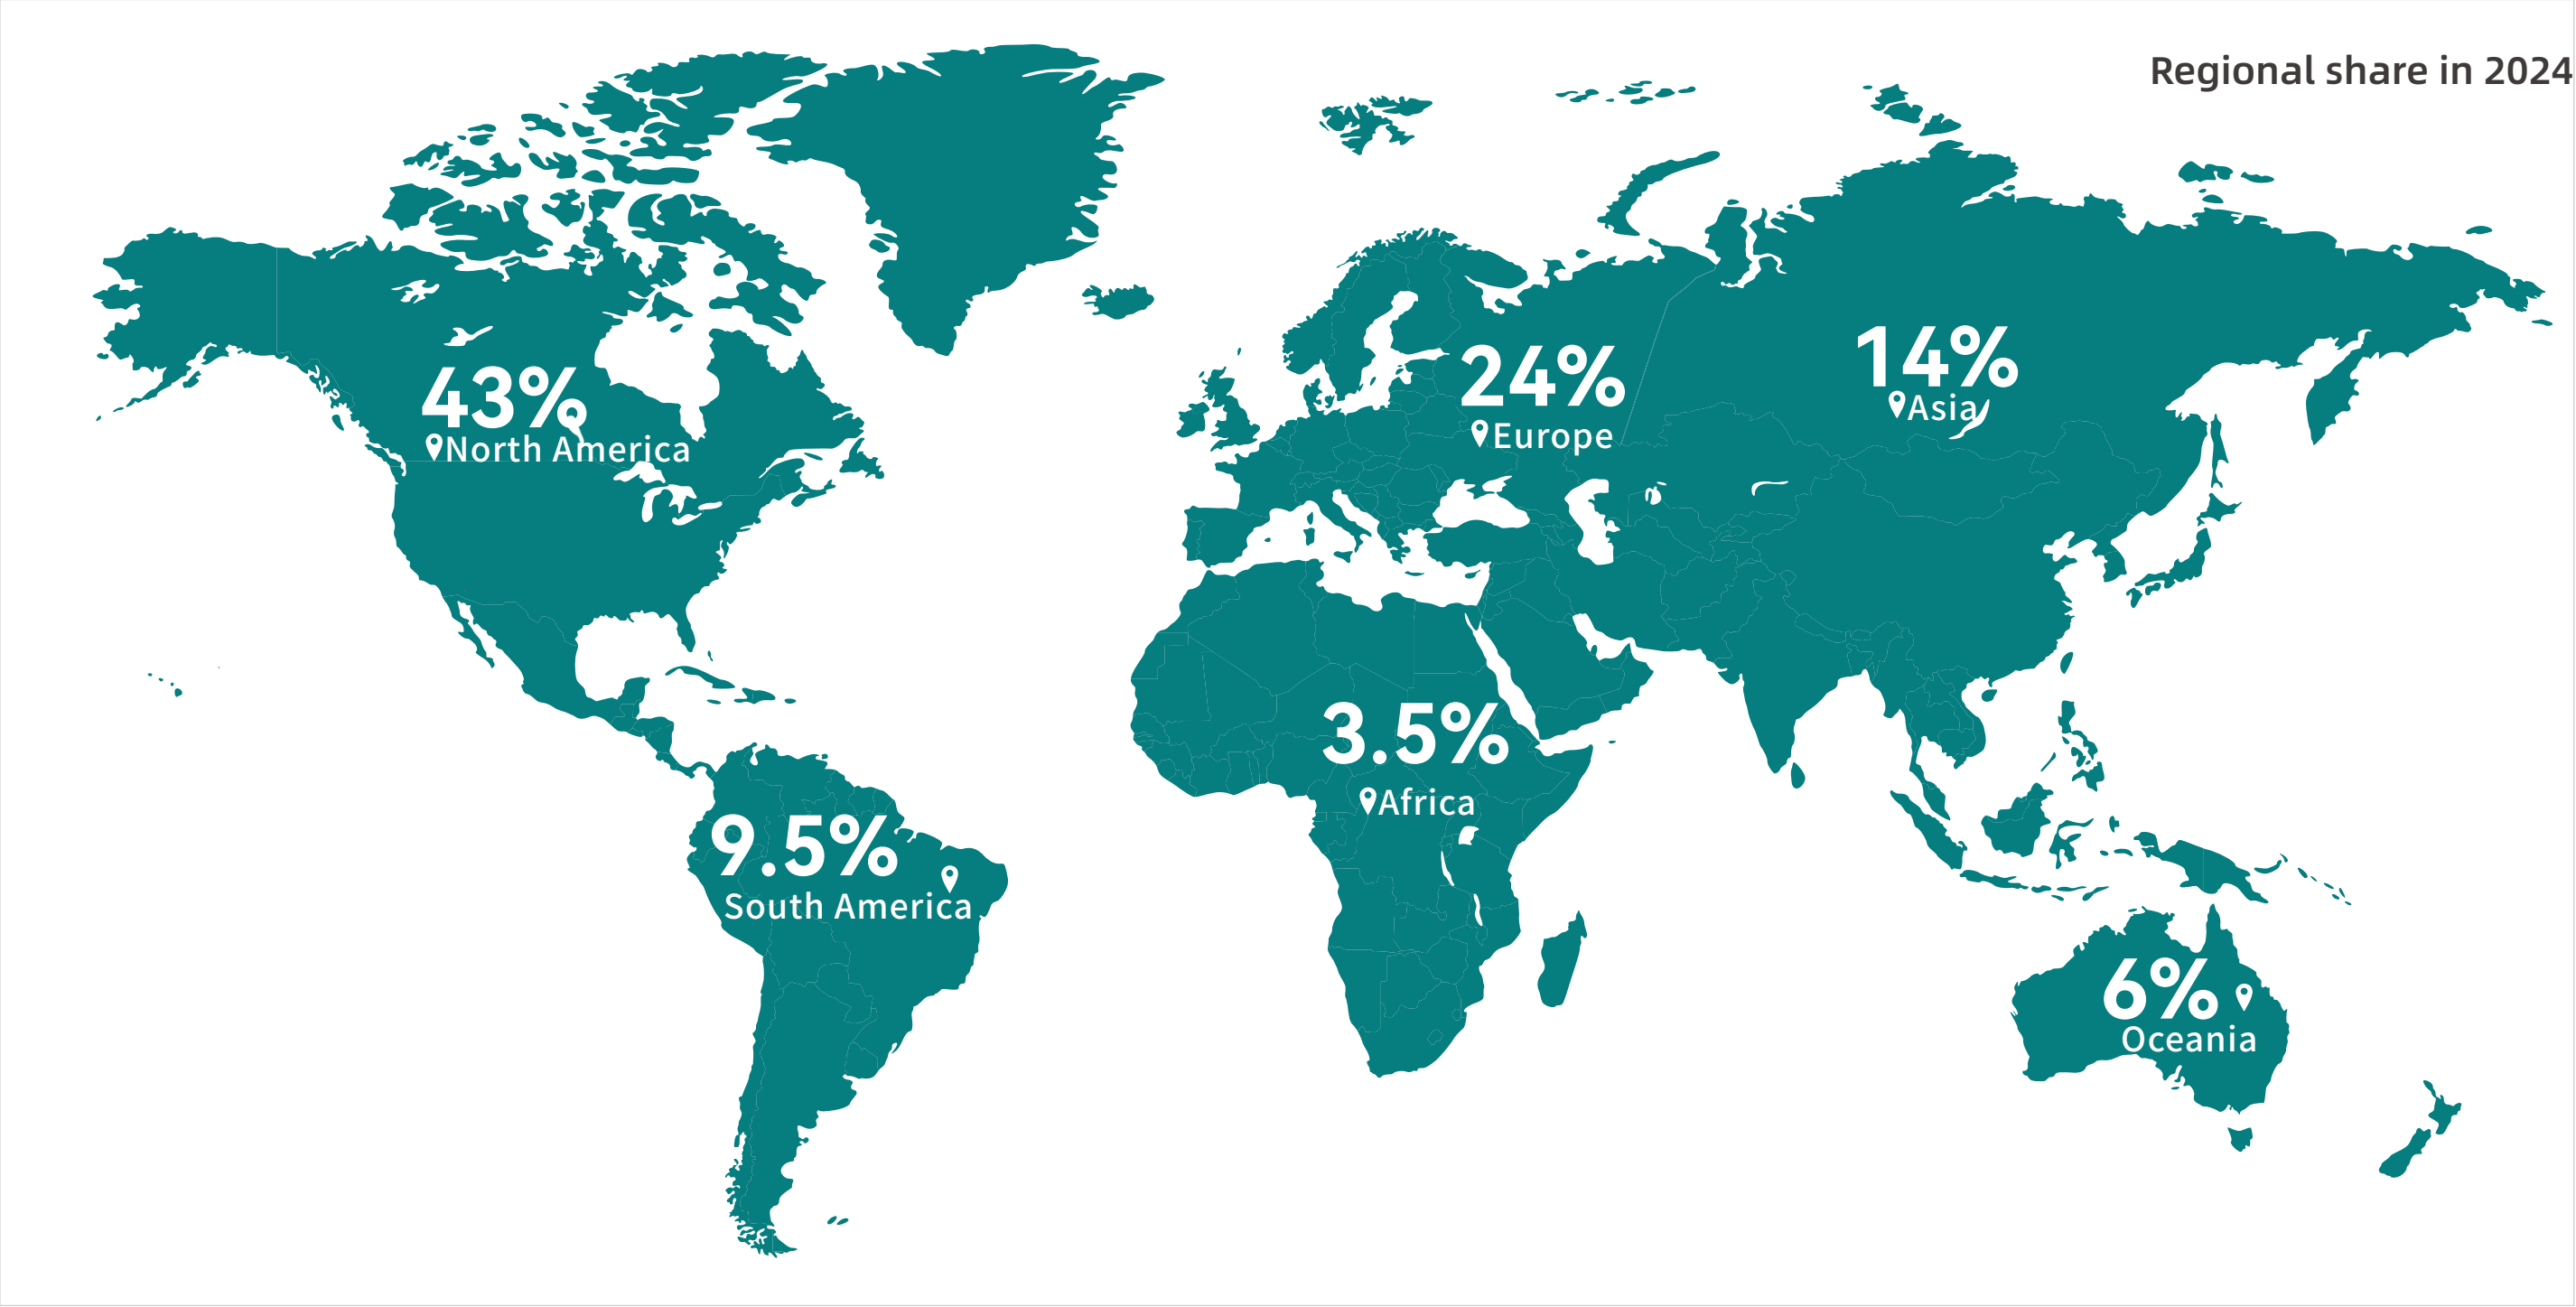 Regional share in 2024
43%
North America
24%
Europe
14%
Asia
3.5%
Africa
9.5%
South America
6%
Oceania